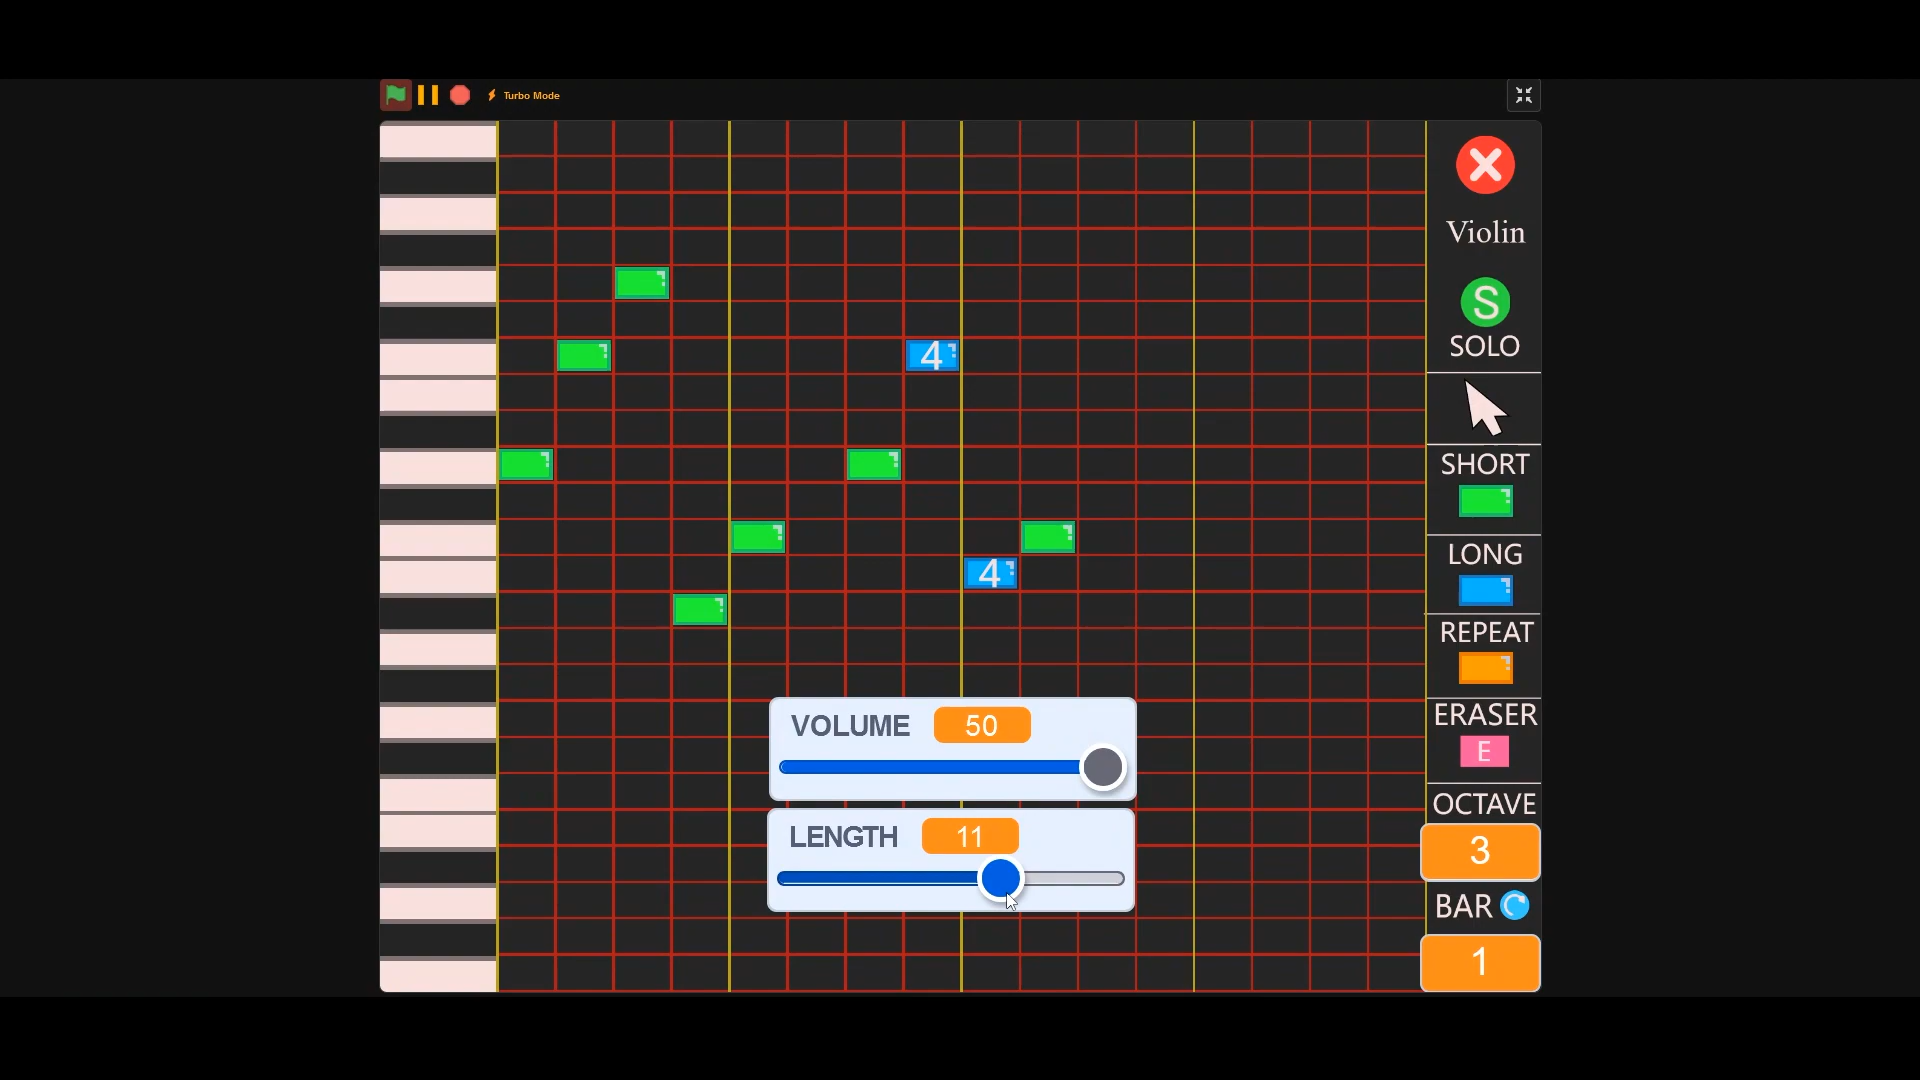 Turbo Mode
Violin
S
SOLO
4
SHORT
4
LONG
REPEAT
VOLUME 50
ERASER
E
LENGTH 11
OCTAVE
3
BAR
1